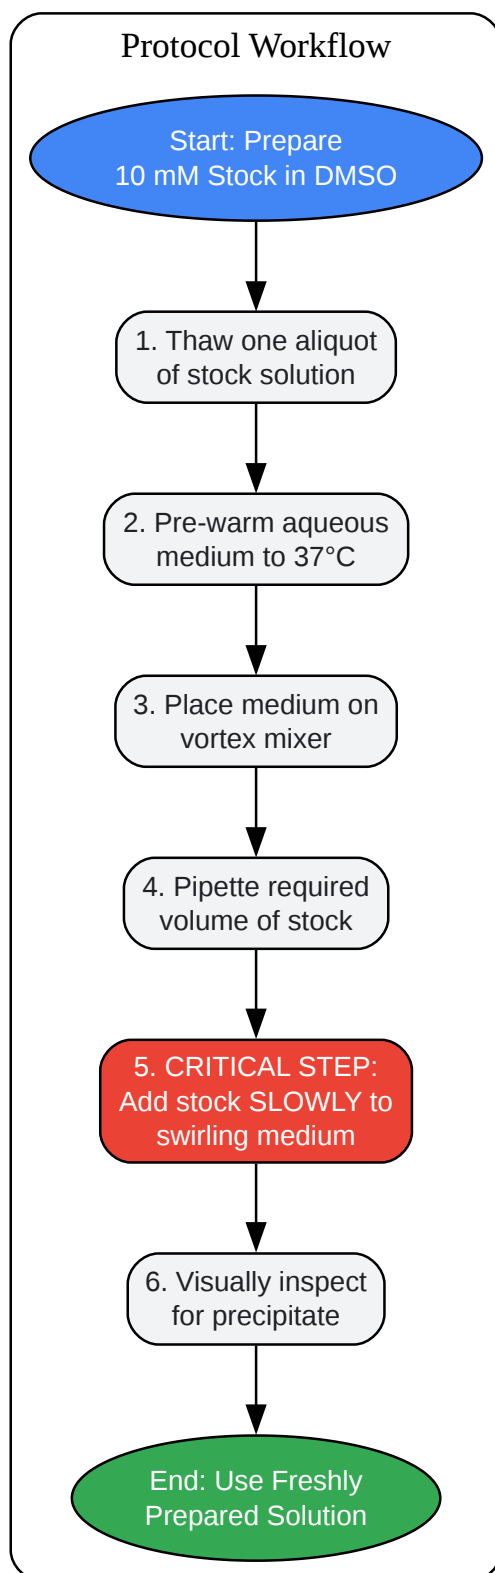 Protocol Workflow
Start: Prepare
10 mM Stock in DMSO
1. Thaw one aliquot
of stock solution
2. Pre-warm aqueous
medium to 37°C
3. Place medium on
vortex mixer
4. Pipette required
volume of stock
5. CRITICAL STEP:
Add stock SLOWLY to
swirling medium
6. Visually inspect
for precipitate
End: Use Freshly
Prepared Solution